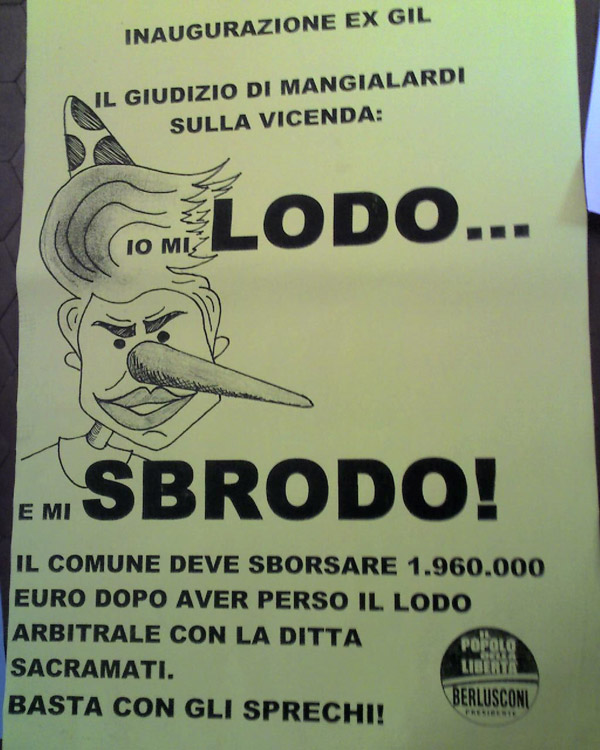 INAUGURAZIONE EX GIL
IL GIUDIZIO DI MANGIALARDI
SULLA VICENDA:
IO MI LODO...
E MI SBRODO!
IL COMUNE DEVE SBORSARE 1.960.000
EURO DOPO AVER PERSO IL LODO
ARBITRALE CON LA DITTA
SACRAMATI.
BASTA CON GLI SPRECHI!
IL
POPOLO
DELLA
LIBERTÀ
BERLUSCONI
PRESIDENTE